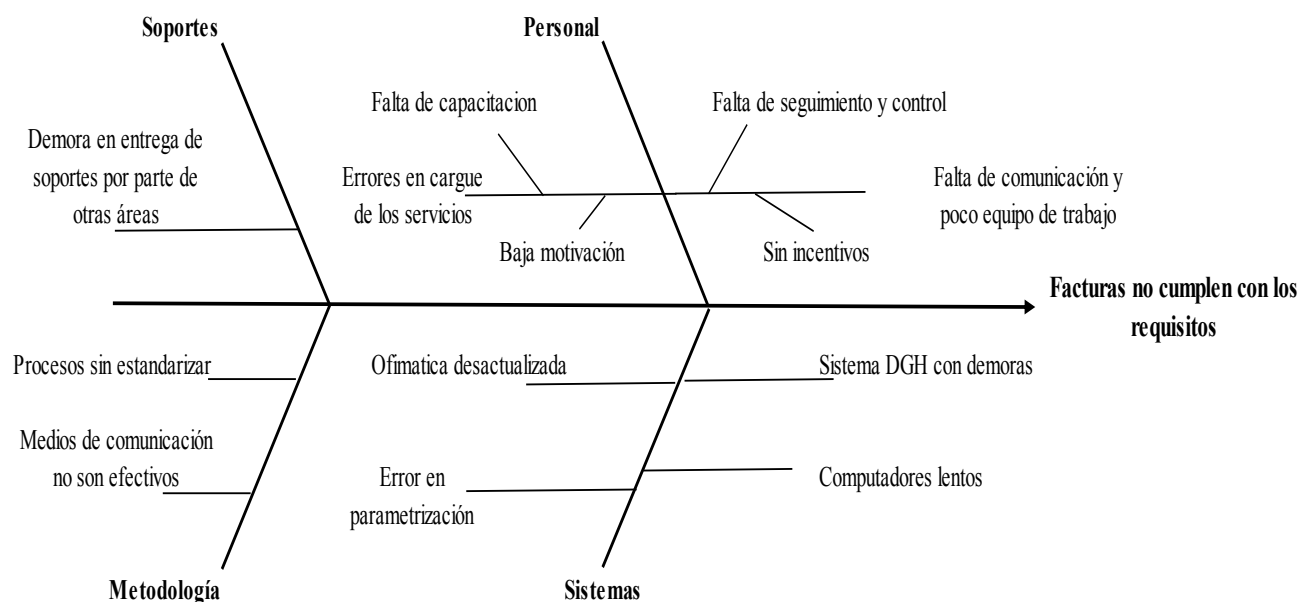 Soportes
Personal
Falta de capacitacion
Falta de seguimiento y control
Demora en entrega de
soportes por parte de
otras áreas
Errores en cargue
de los servicios
Falta de comunicación y
poco equipo de trabajo
Baja motivación
Sin incentivos
Facturas no cumplen con los
requisitos
Procesos sin estandarizar
Ofimatica desactualizada
Sistema DGH con demoras
Medios de comunicación
no son efectivos
Error en
parametrización
Computadores lentos
Metodología
Sistemas